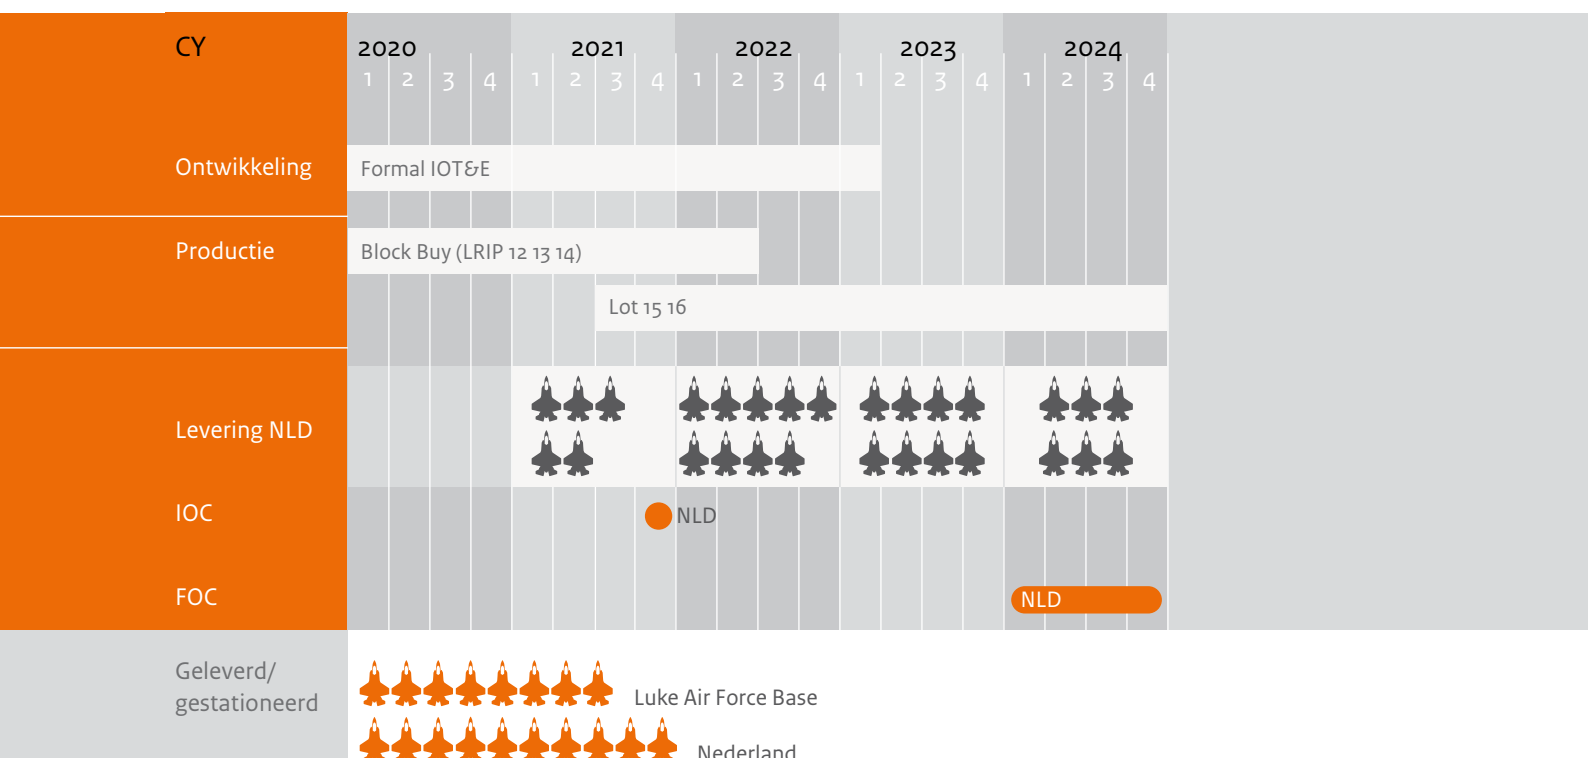 CY 2020 2021 2022 2023 2024
1 2 3 4 1 2 3 4 1 2 3 4 1 2 3 4 1 2 3 4
Ontwikkeling Formal IOT&E
Productie Block Buy (LRIP 12 13 14)
Lot 15 16
Levering NLD
IOC NLD
FOC NLD
Geleverd/
gestationeerd
Luke Air Force Base
Nederland